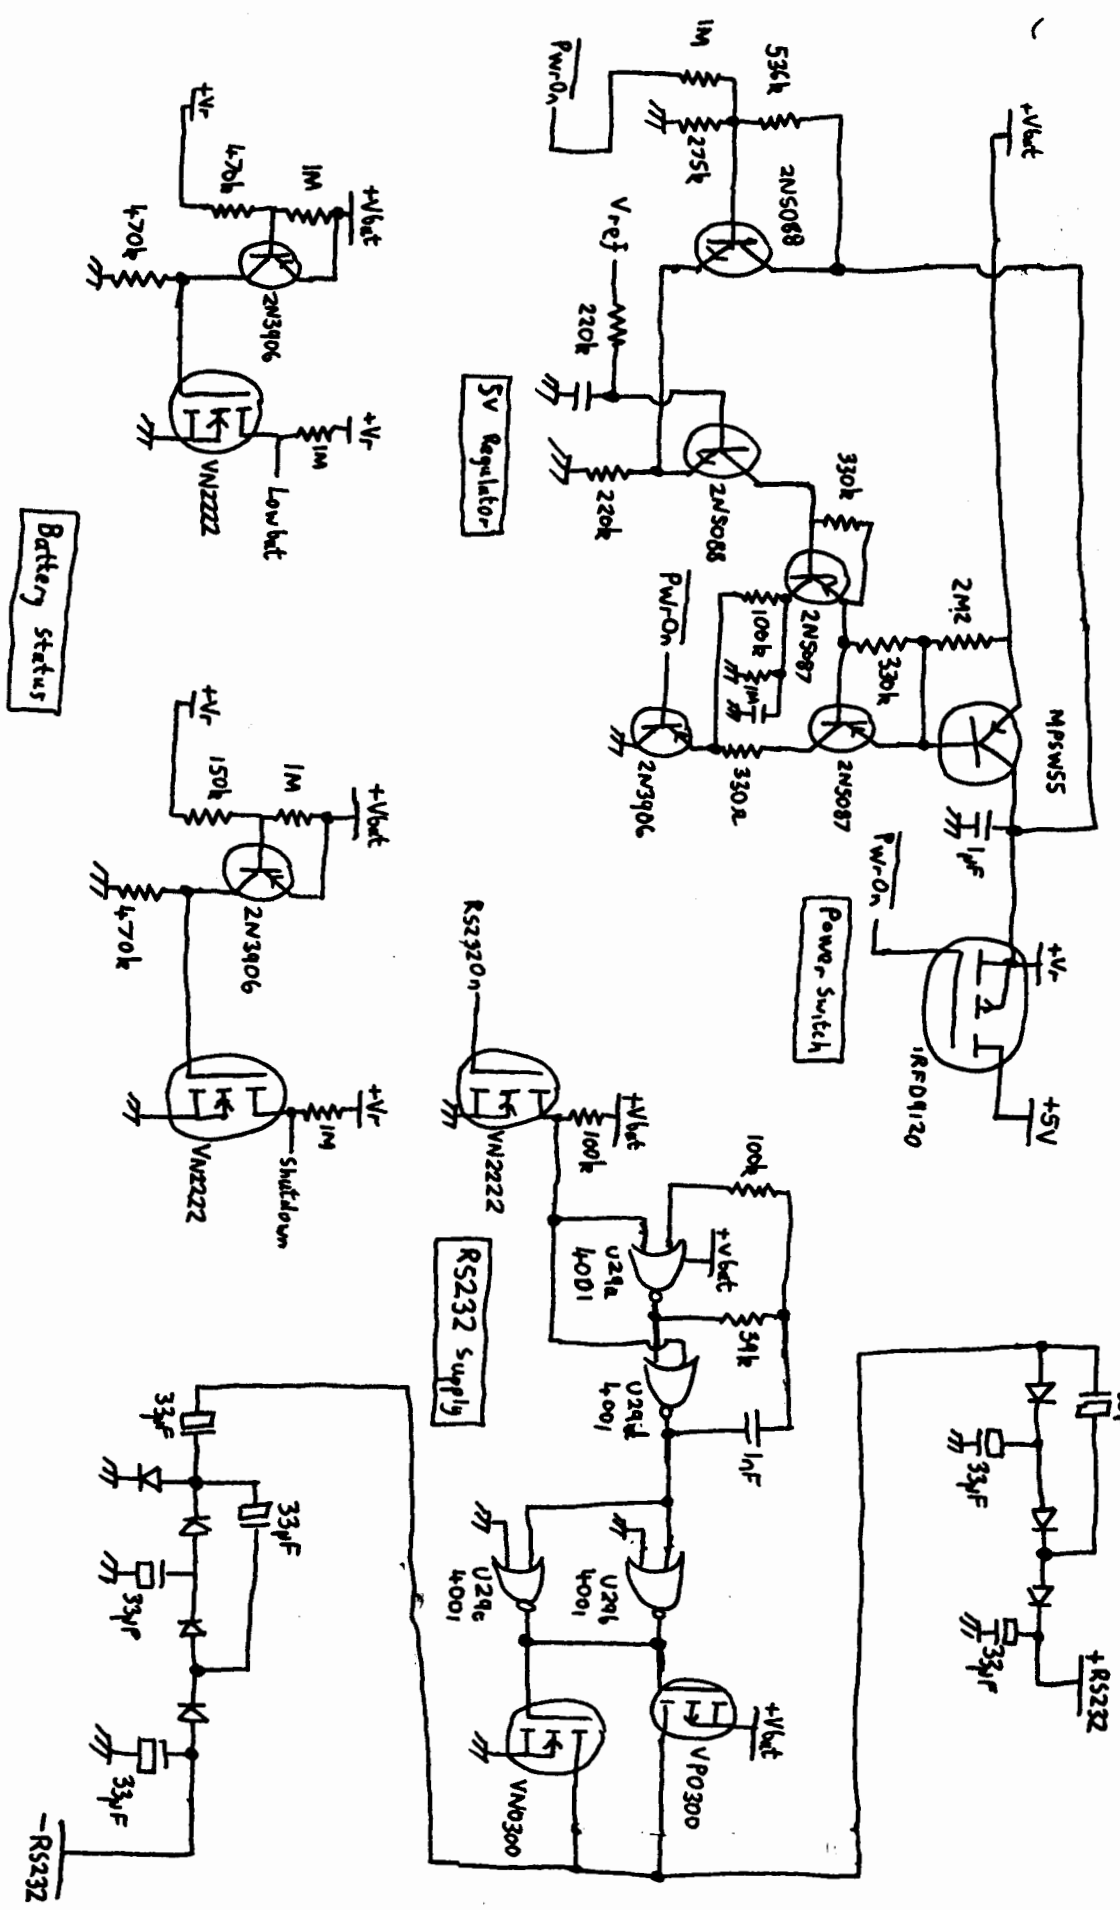 +Vbat
2M2
MPSW55
1µF
+Vr
IRFD9120
+5V
PwrOn
Power Switch
1M
536k
275k
PwrOn
2N5088
Vref
220k
2N5088
220k
330k
2N5087
100k
1M
330k
2N5087
330Ω
PwrOn
2N3906
5V Regulator
+Vbat
1M
470k
+Vr
470k
2N3906
+Vr
1M
Lowbat
VN2222
Battery Status
+Vbat
1M
150k
+Vr
470k
2N3906
+Vr
1M
Shutdown
VN2222
RS232On
+Vbat
100k
VN2222
100k
+Vbat
U29a
4001
39k
U29d
4001
1nF
U29b
4001
U29c
4001
+Vbat
VP0300
VN0300
RS232 Supply
33µF
33µF
+RS232
33µF
33µF
33µF
33µF
-RS232